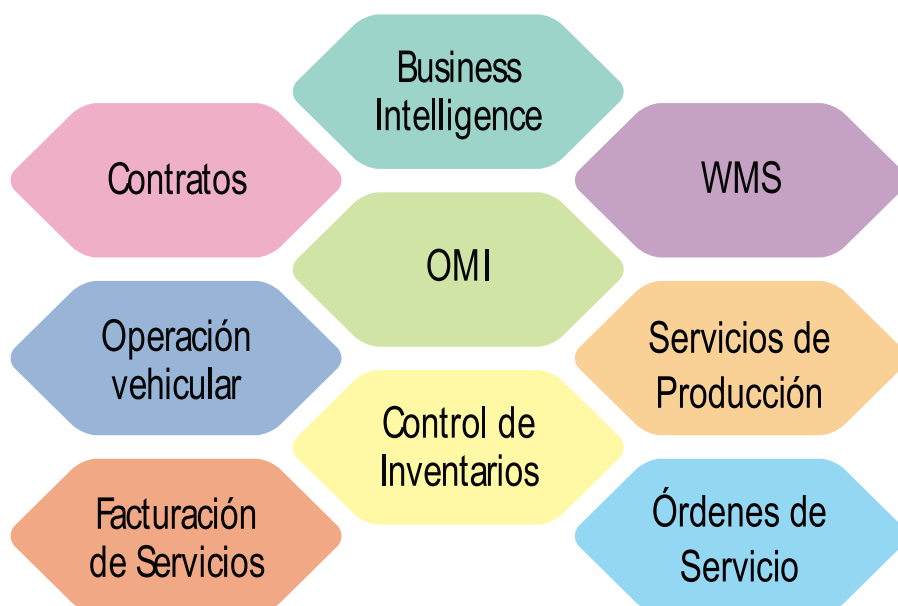 Business
Intelligence
Contratos
WMS
OMI
Operación
vehicular
Servicios de
Producción
Control de
Inventarios
Facturación
de Servicios
Órdenes de
Servicio